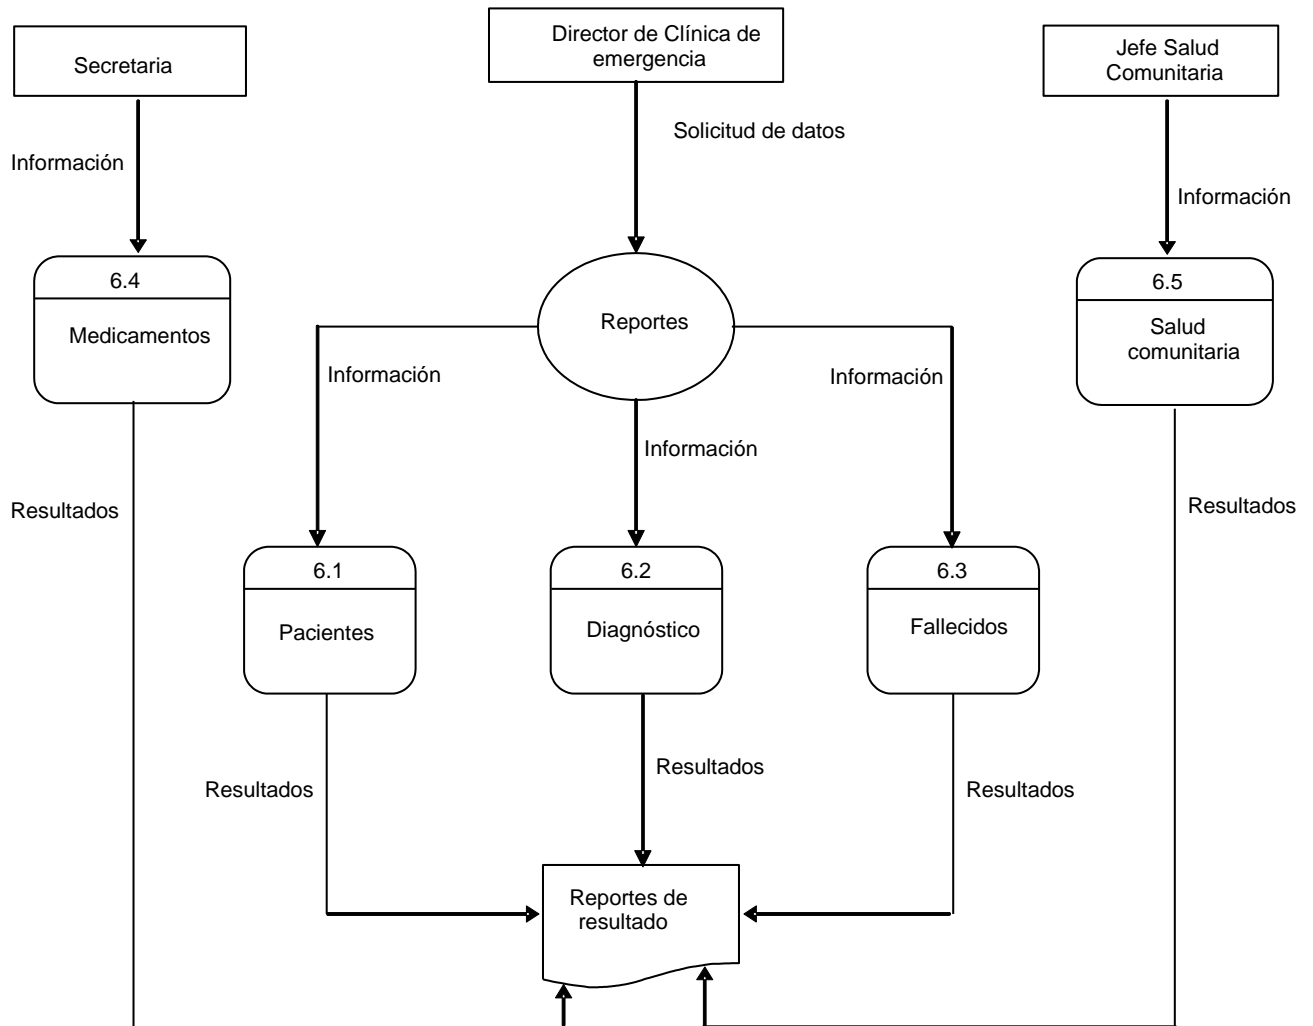 Secretaria
Director de Clínica de
emergencia
Jefe Salud
Comunitaria
Información
Solicitud de datos
Información
6.4
Medicamentos
Reportes
6.5
Salud
comunitaria
Información
Información
Información
Resultados
Resultados
6.1
Pacientes
6.2
Diagnóstico
6.3
Fallecidos
Resultados
Resultados
Resultados
Reportes de
resultado